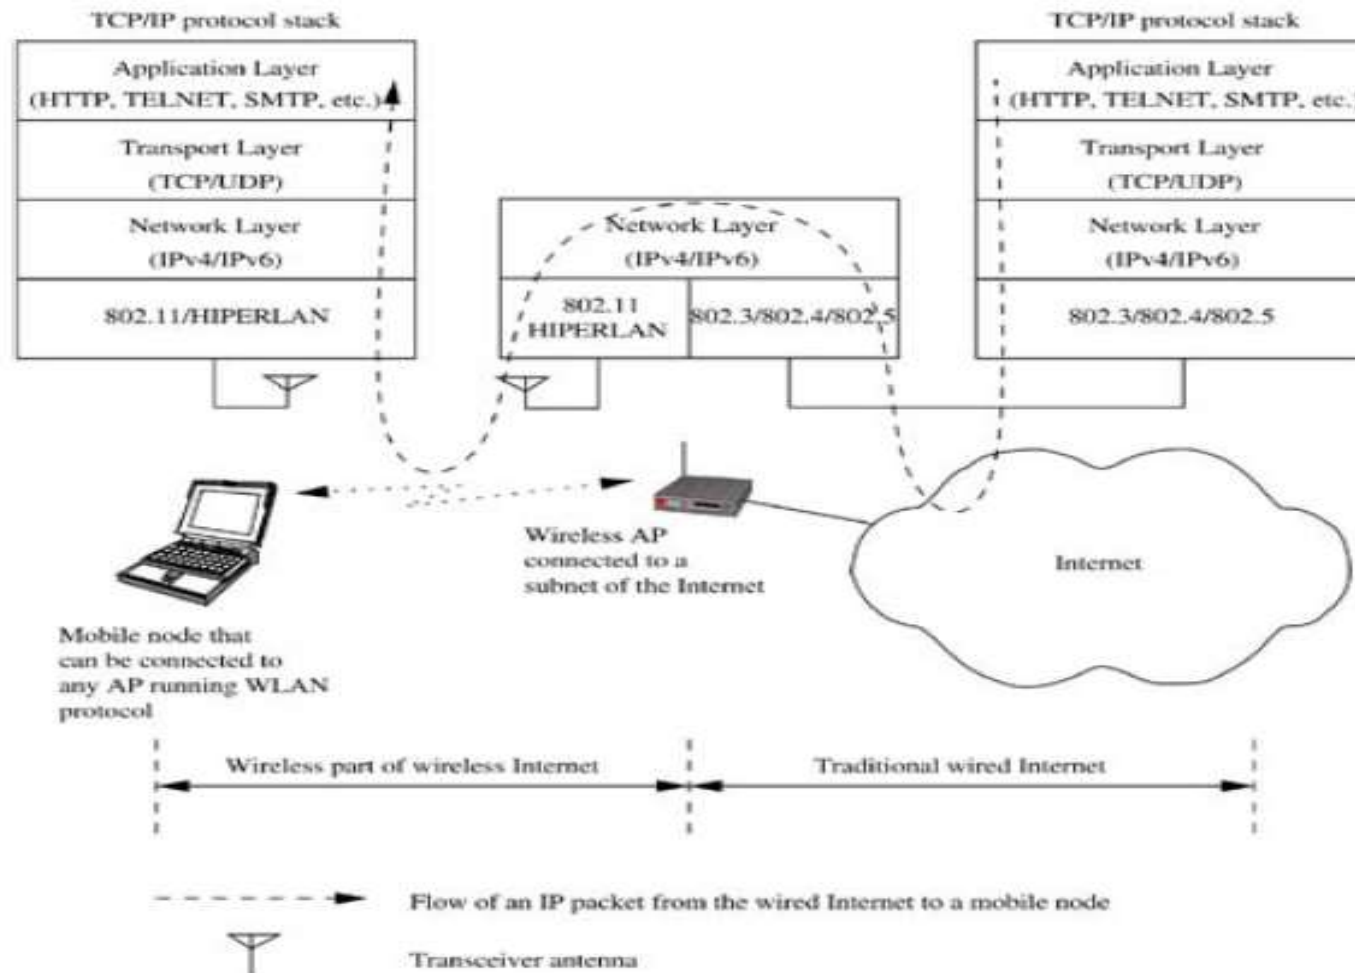 TCP/IP protocol stack
Application Layer
(HTTP, TELNET, SMTP, etc.)
Transport Layer
(TCP/UDP)
Network Layer
(IPv4/IPv6)
802.11/HIPERLAN
Network Layer
(IPv4/IPv6)
802.11
HIPERLAN
802.3/802.4/802.5
TCP/IP protocol stack
Application Layer
(HTTP, TELNET, SMTP, etc.)
Transport Layer
(TCP/UDP)
Network Layer
(IPv4/IPv6)
802.3/802.4/802.5
Mobile node that
can be connected to
any AP running WLAN
protocol
Wireless AP
connected to a
subnet of the Internet
Internet
Wireless part of wireless Internet
Traditional wired Internet
Flow of an IP packet from the wired Internet to a mobile node
Transceiver antenna